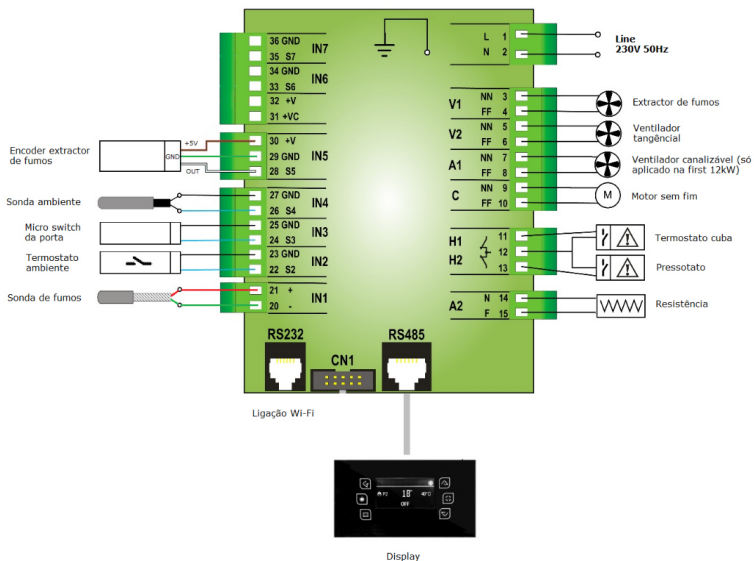 36 GND
IN7
35 S7
34 GND
IN6
33 S6
32 +V
31 +VC
Encoder extractor
de fumos
+5V
GND
OUT
30 +V
29 GND
IN5
28 S5
Sonda ambiente
27 GND
IN4
26 S4
Micro switch
da porta
25 GND
IN3
24 S3
Termostato
ambiente
23 GND
IN2
22 S2
Sonda de fumos
21 +
IN1
20 -
L 1
N 2
Line
230V 50Hz
V1
NN 3
FF 4
Extractor de fumos
V2
NN 5
FF 6
Ventilador
tangêncial
A1
NN 7
FF 8
Ventilador canalizável (só
aplicado na first 12kW)
C
NN 9
FF 10
M
Motor sem fim
H1
11
12
H2
13
Termostato cuba
Pressotato
A2
N 14
F 15
Resistência
RS232
CN1
RS485
Ligação Wi-Fi
P2
18°
OFF
Display